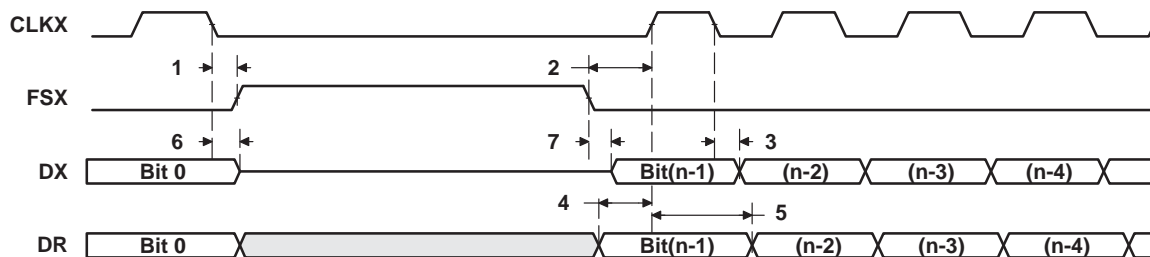 CLKX
1 2
FSX
6 7 3
DX Bit 0 Bit(n-1) (n-2) (n-3) (n-4)
4 5
DR Bit 0 Bit(n-1) (n-2) (n-3) (n-4)